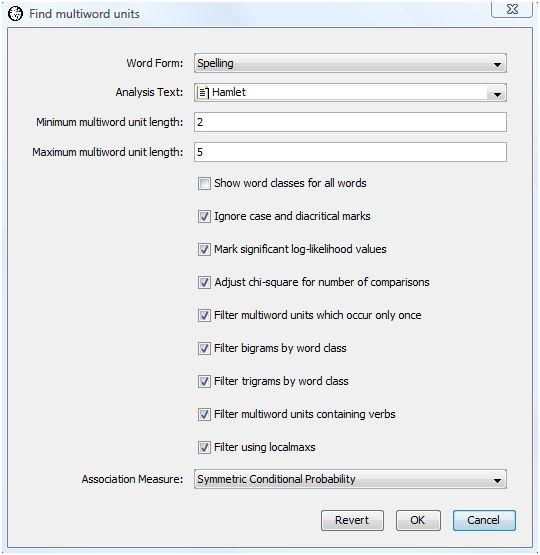 Find multiword units
Word Form: Spelling
Analysis Text: Hamlet
Minimum multiword unit length: 2
Maximum multiword unit length: 5
Show word classes for all words
Ignore case and diacritical marks
Mark significant log-likelihood values
Adjust chi-square for number of comparisons
Filter multiword units which occur only once
Filter bigrams by word class
Filter trigrams by word class
Filter multiword units containing verbs
Filter using localmaxs
Association Measure: Symmetric Conditional Probability
Revert OK Cancel